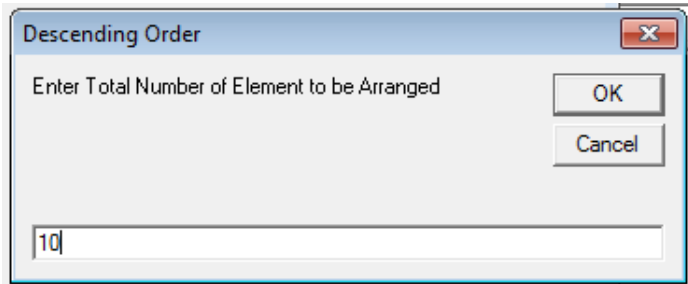 Descending Order
Enter Total Number of Element to be Arranged
OK
Cancel
10